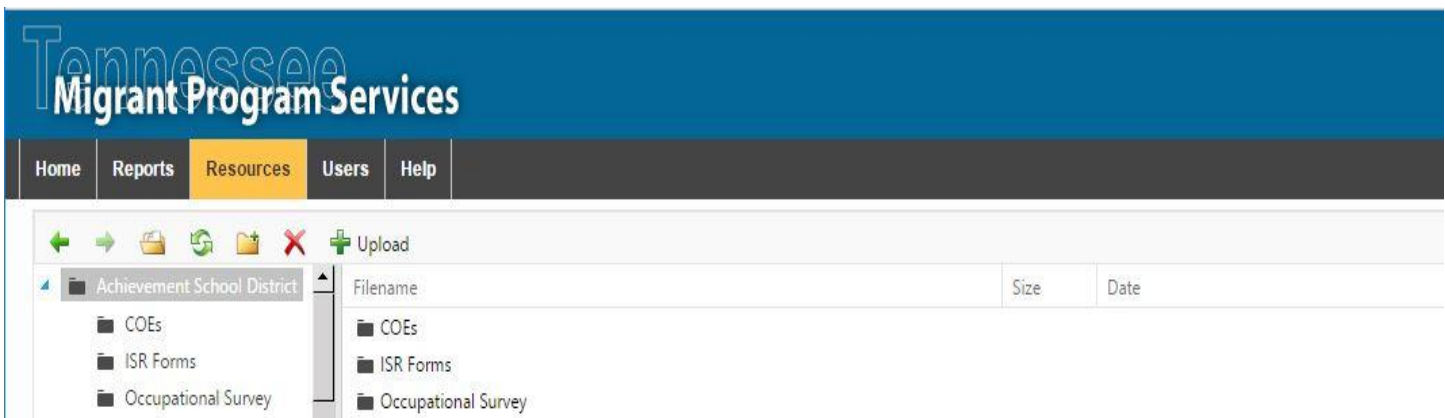 Tennessee
Migrant Program Services
Home Reports Resources Users Help
Upload
Achievement School District Filename Size Date
COEs COEs
ISR Forms ISR Forms
Occupational Survey Occupational Survey